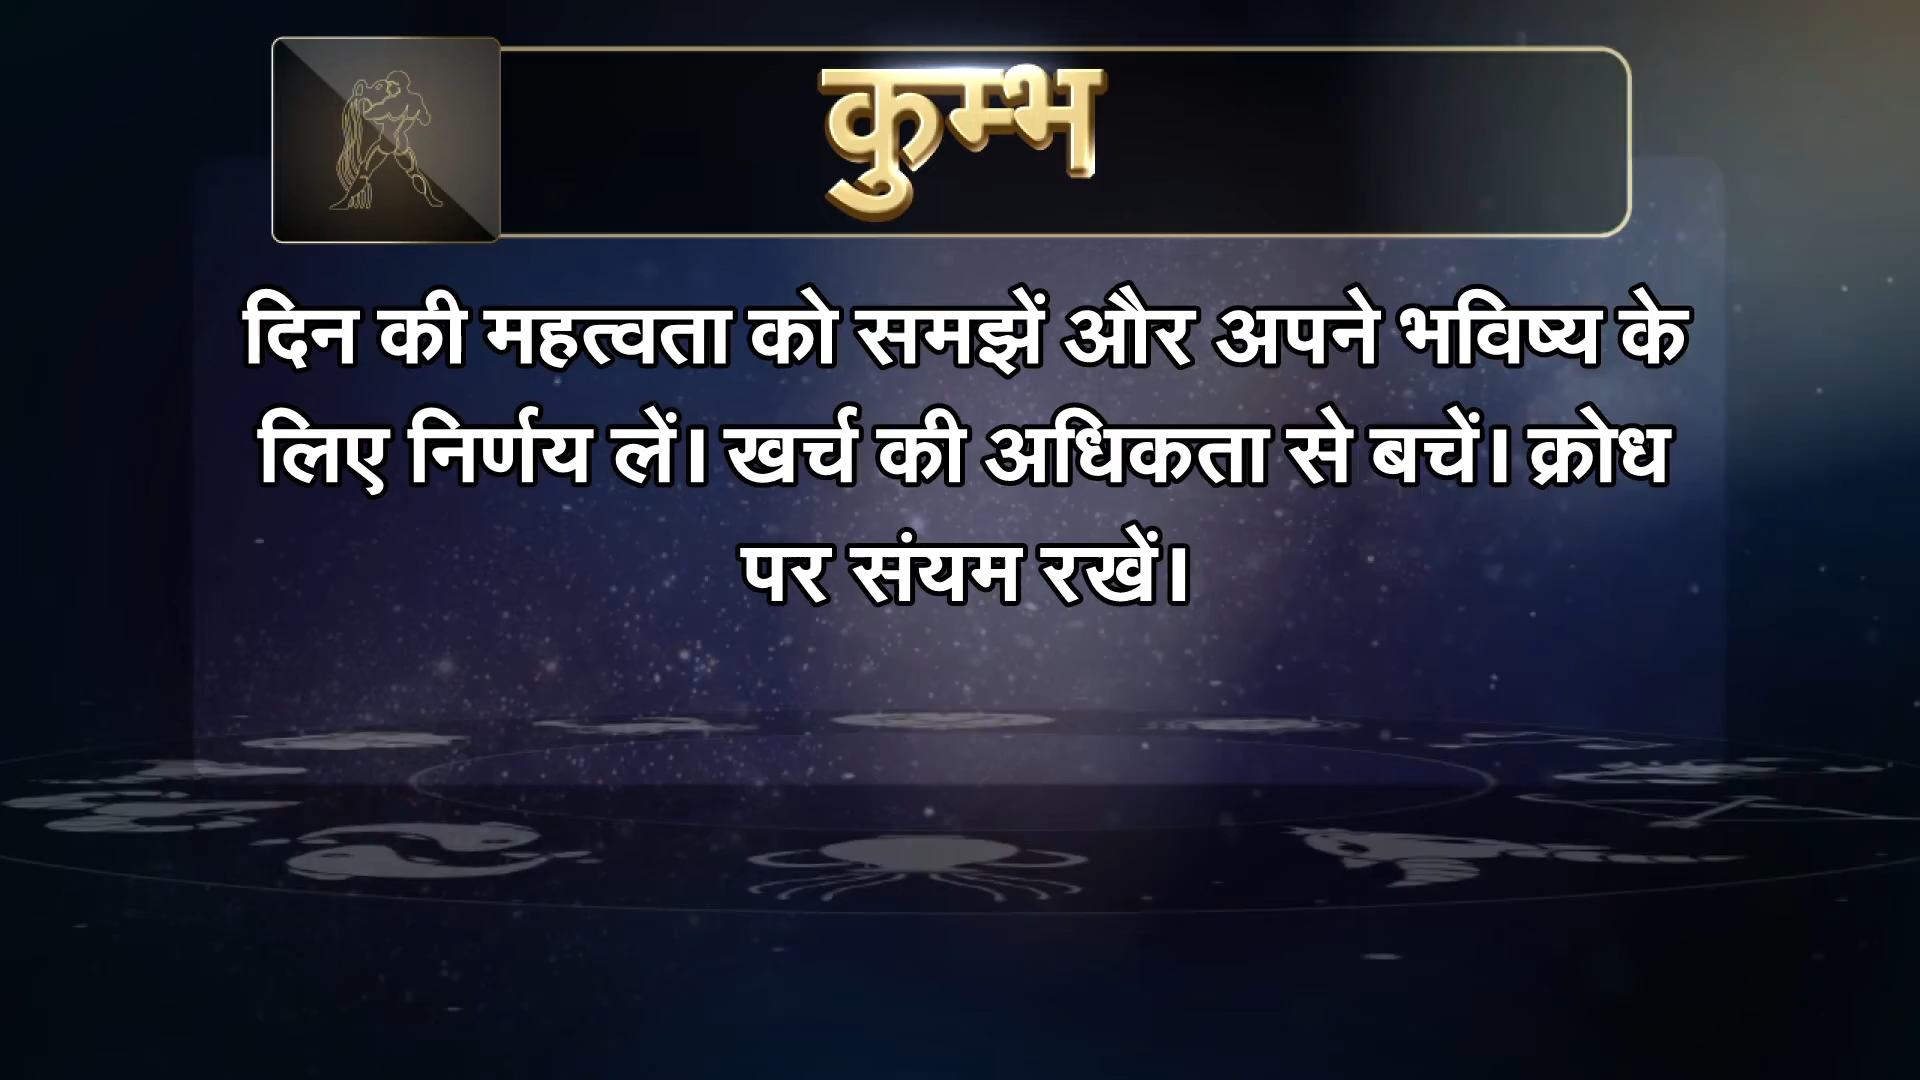 कुम्भ
दिन की महत्वता को समझें और अपने भविष्य के
लिए निर्णय लें। खर्च की अधिकता से बचें। क्रोध
पर संयम रखें।